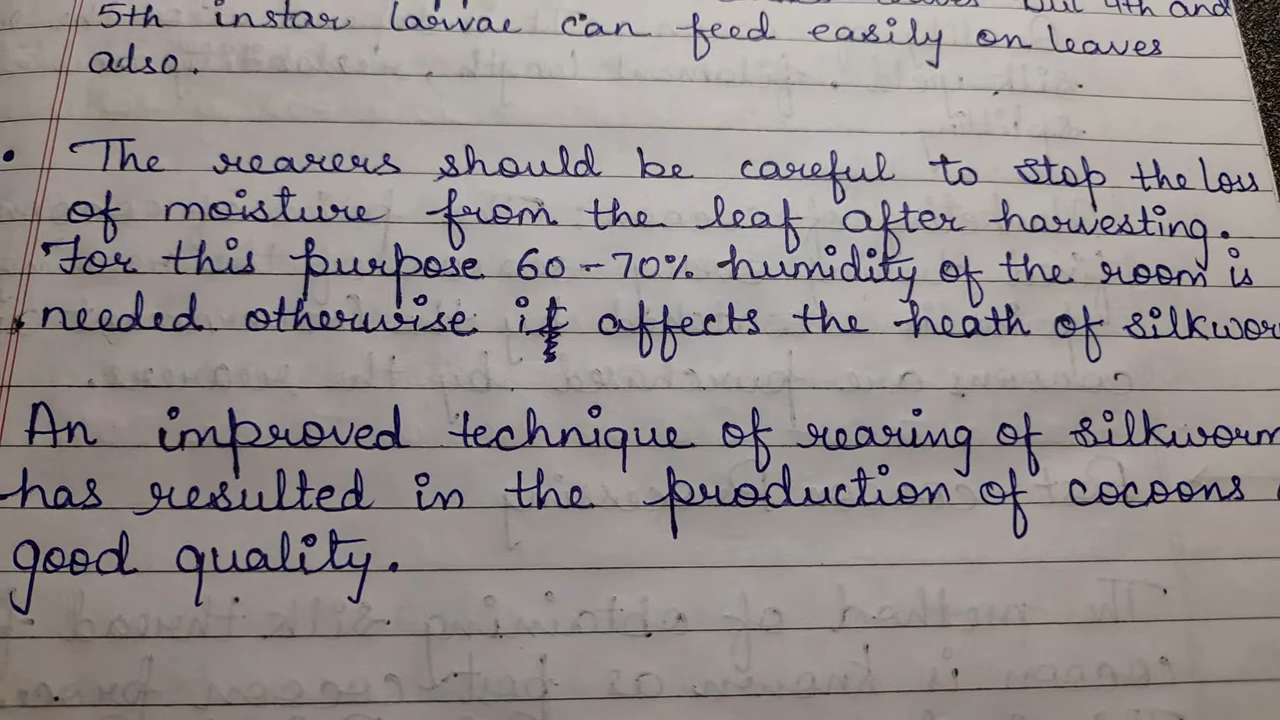 but 4th and
5th instar larvae can feed easily on leaves
also.
• The rearers should be careful to stop the loss
of moisture from the leaf after harvesting.
For this purpose 60-70% humidity of the room is
needed otherwise it affects the heath of silkwor
An improved technique of rearing of silkworm
has resulted in the production of cocoons
good quality.